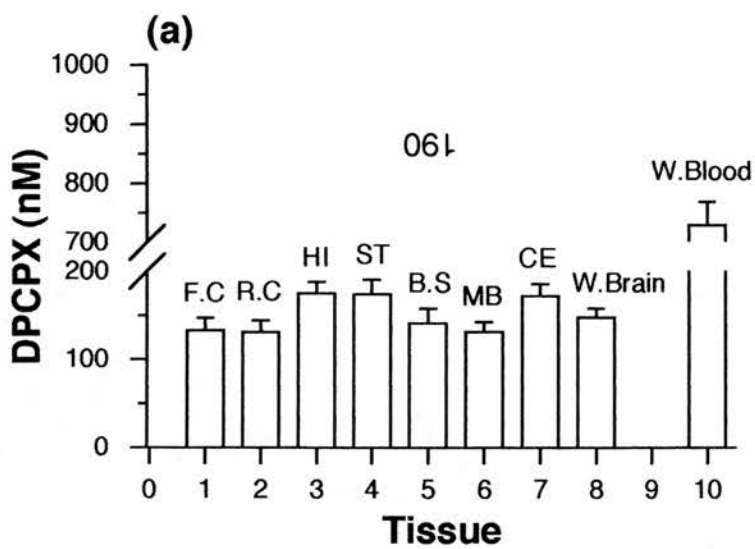 (a)
1000
900
800
700
200
100
0
DPCPX (nM)
190
W.Blood
HI
ST
CE
F.C
R.C
B.S
MB
W.Brain
0 1 2 3 4 5 6 7 8 9 10
Tissue